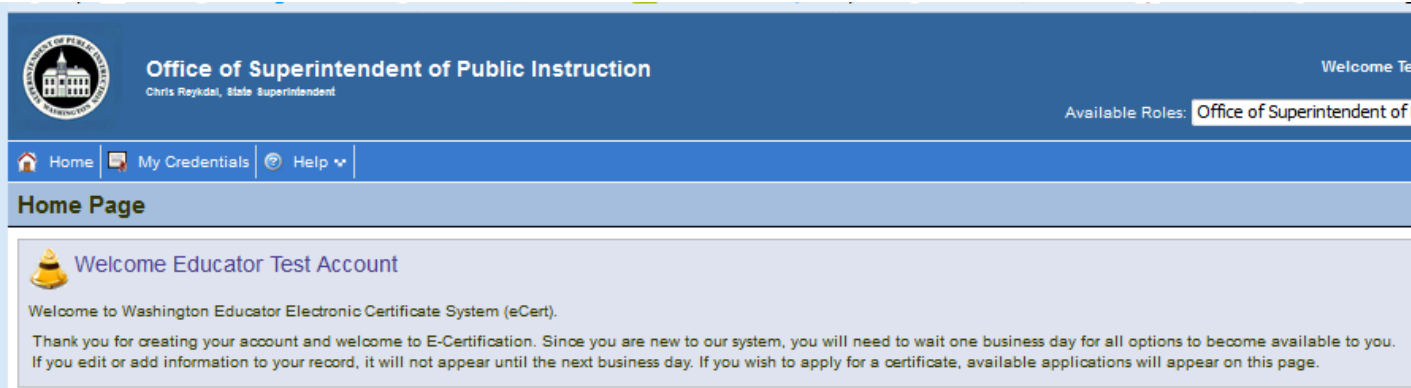 Office of Superintendent of Public Instruction
Chris Reykdal, State Superintendent
Welcome
Available Roles: Office of Superintendent of
Home My Credentials Help
Home Page
Welcome Educator Test Account
Welcome to Washington Educator Electronic Certificate System (eCert).
Thank you for creating your account and welcome to E-Certification. Since you are new to our system, you will need to wait one business day for all options to become available to you.
If you edit or add information to your record, it will not appear until the next business day. If you wish to apply for a certificate, available applications will appear on this page.